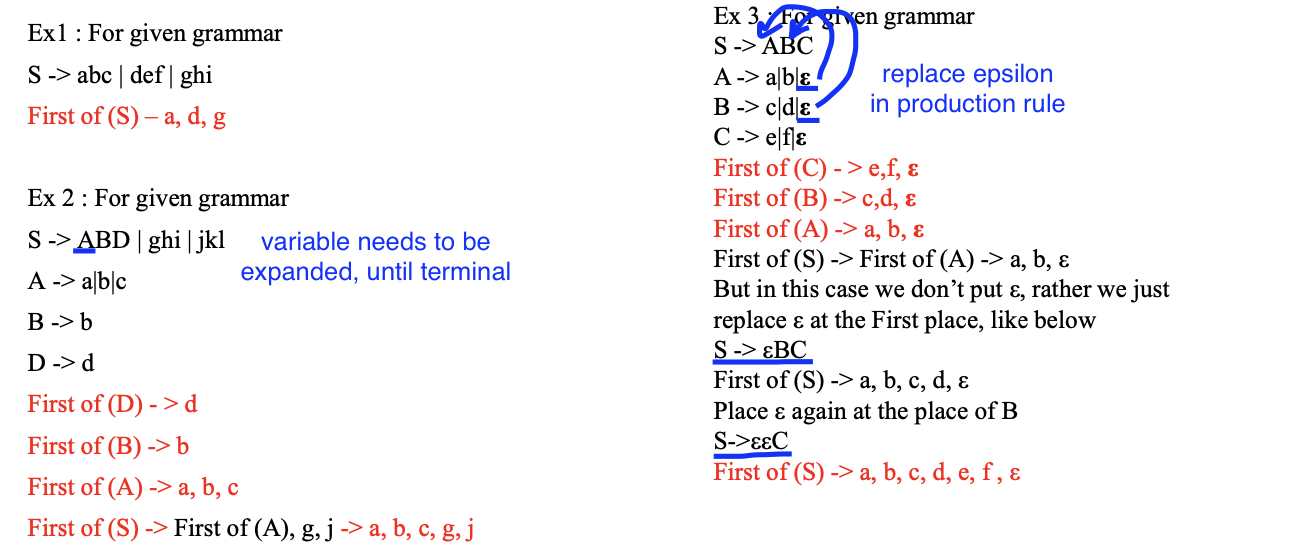 Ex1 : For given grammar
S -> abc | def | ghi
First of (S) – a, d, g
Ex 2 : For given grammar
S -> ABD | ghi | jkl
variable needs to be
expanded, until terminal
A -> a|b|c
B -> b
D -> d
First of (D) - > d
First of (B) -> b
First of (A) -> a, b, c
First of (S) -> First of (A), g, j -> a, b, c, g, j
Ex 3 : For given grammar
S -> ABC
A -> a|b|ε
B -> c|d|ε
replace epsilon
in production rule
C -> e|f|ε
First of (C) - > e,f, ε
First of (B) -> c,d, ε
First of (A) -> a, b, ε
First of (S) -> First of (A) -> a, b, ε
But in this case we don’t put ε, rather we just
replace ε at the First place, like below
S -> εBC
First of (S) -> a, b, c, d, ε
Place ε again at the place of B
S->εεC
First of (S) -> a, b, c, d, e, f , ε